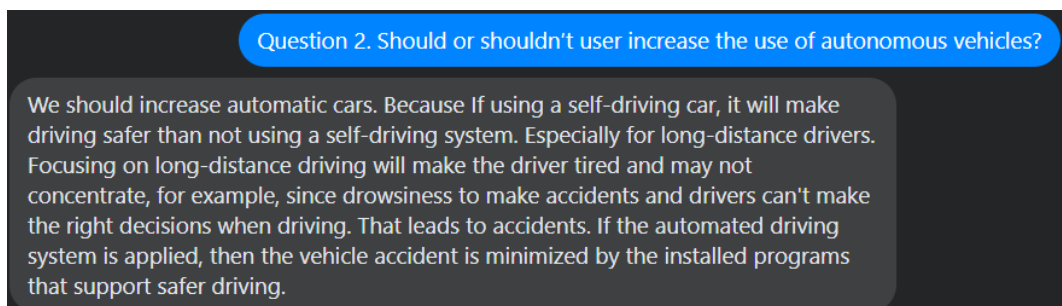 Question 2. Should or shouldn’t user increase the use of autonomous vehicles?
We should increase automatic cars. Because If using a self-driving car, it will make
driving safer than not using a self-driving system. Especially for long-distance drivers.
Focusing on long-distance driving will make the driver tired and may not
concentrate, for example, since drowsiness to make accidents and drivers can't make
the right decisions when driving. That leads to accidents. If the automated driving
system is applied, then the vehicle accident is minimized by the installed programs
that support safer driving.